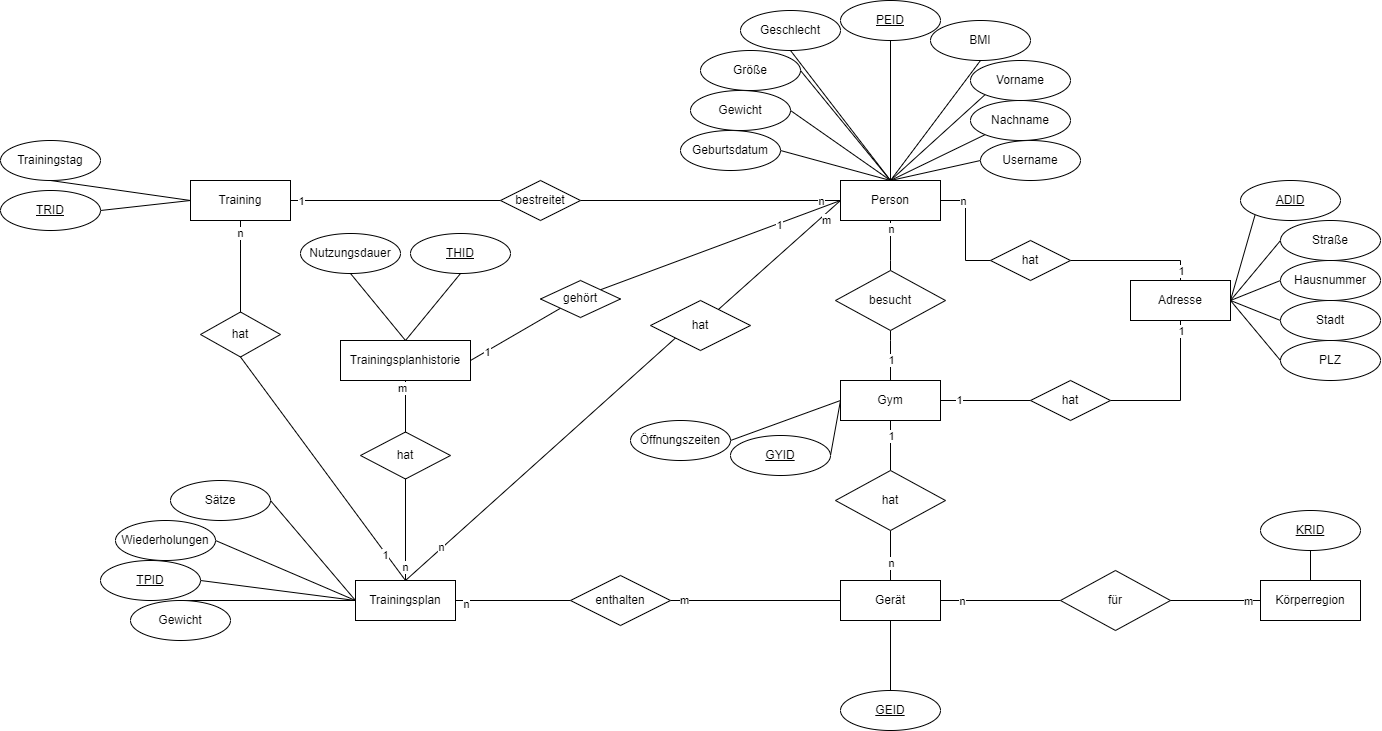 PEID
Geschlecht
BMI
Größe
Vorname
Gewicht
Nachname
Geburtsdatum
Username
Trainingstag
TRID
Training
1
bestreitet
n
Person
n
ADID
1
m
n
n
Nutzungsdauer
THID
hat
Straße
1
Adresse
Hausnummer
gehört
besucht
Stadt
hat
hat
1
1
1
PLZ
Trainingsplanhistorie
m
Gym
1
hat
Öffnungszeiten
GYID
1
hat
Sätze
hat
Wiederholungen
n
1
n
n
KRID
TPID
Gewicht
Trainingsplan
n
enthalten
m
Gerät
n
für
m
Körperregion
GEID